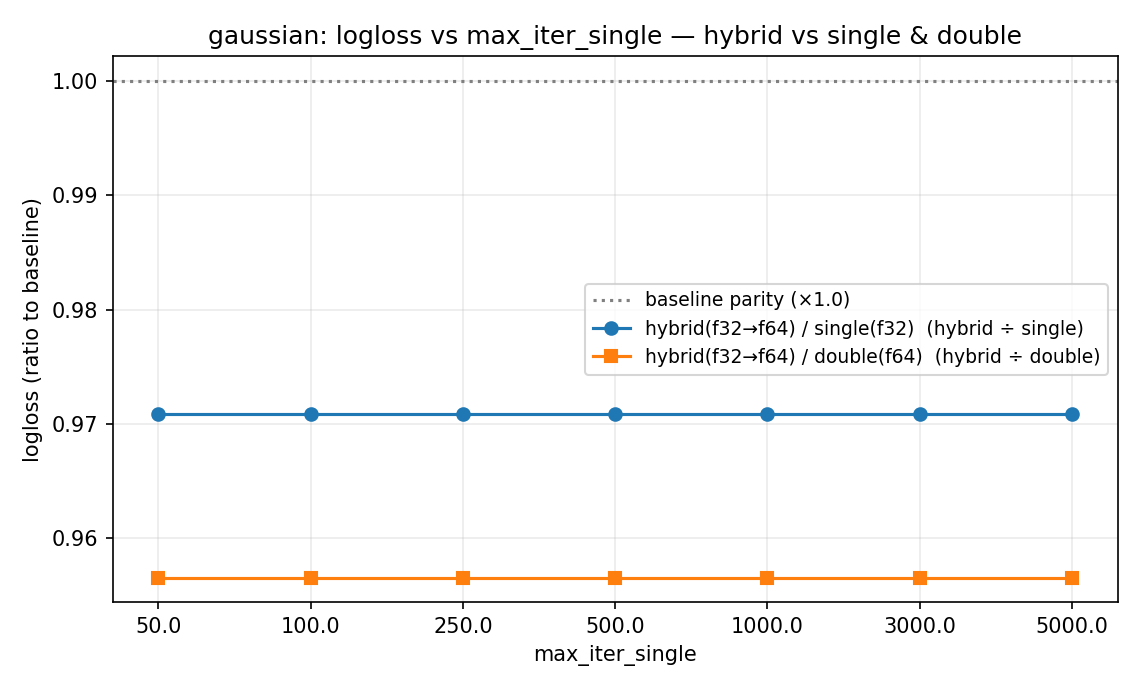 gaussian: logloss vs max_iter_single — hybrid vs single & double
logloss (ratio to baseline)
1.00
0.99
0.98
0.97
0.96
baseline parity (×1.0)
hybrid(f32→f64) / single(f32)  (hybrid ÷ single)
hybrid(f32→f64) / double(f64)  (hybrid ÷ double)
50.0 100.0 250.0 500.0 1000.0 3000.0 5000.0
max_iter_single